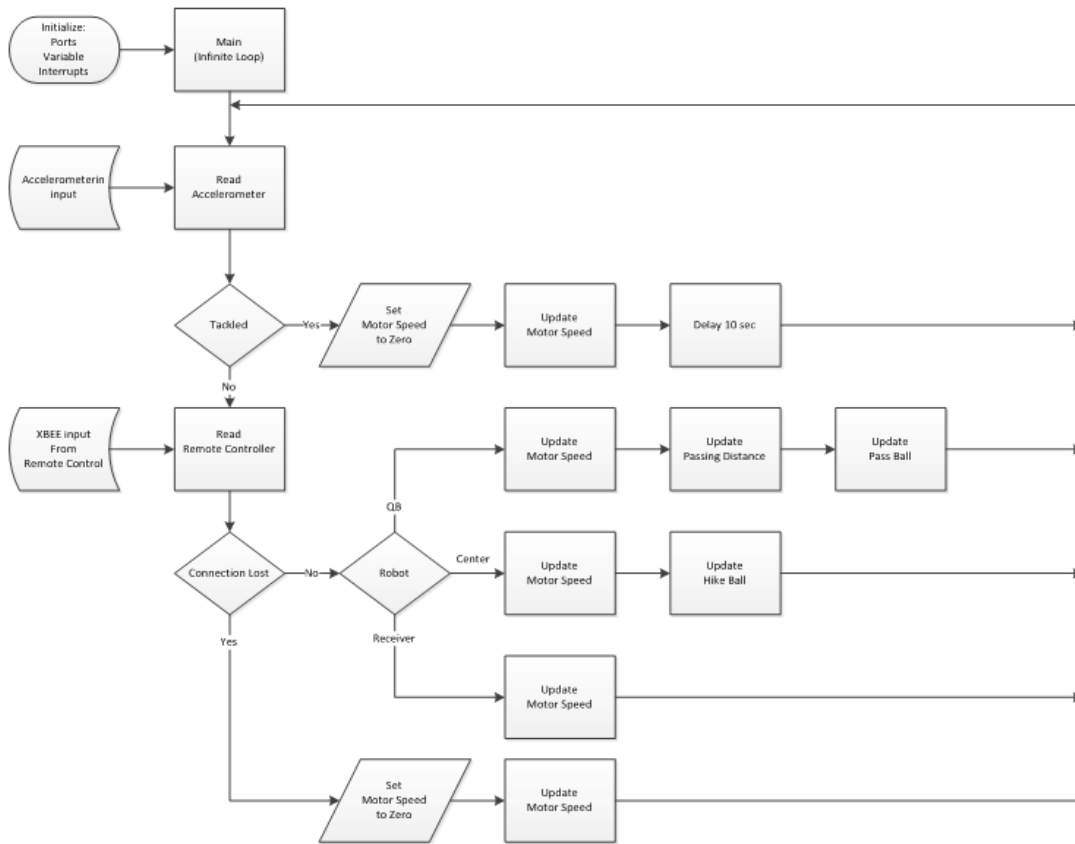 Initialize:
Ports
Variable
Interrupts
Main
(Infinite Loop)
Accelerometerin
input
Read
Accelerometer
Tackled
Yes
Set
Motor Speed
to Zero
Update
Motor Speed
Delay 10 sec
No
XBEE input
From
Remote Control
Read
Remote Controller
Update
Motor Speed
Update
Passing Distance
Update
Pass Ball
QB
Connection Lost
No
Robot
Center
Update
Motor Speed
Update
Hike Ball
Yes
Receiver
Update
Motor Speed
Set
Motor Speed
to Zero
Update
Motor Speed